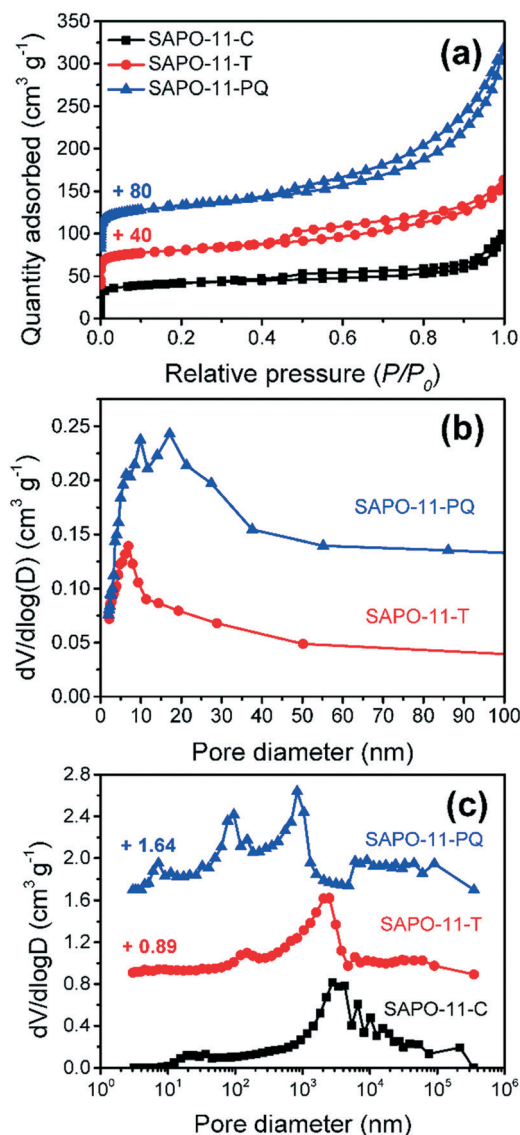 (a)
SAPO-11-C
SAPO-11-T
SAPO-11-PQ
350
300
250
200
150
100
50
0
+ 80
+ 40
Quantity adsorbed (cm³ g⁻¹)
0.0 0.2 0.4 0.6 0.8 1.0
Relative pressure (P/P₀)
(b)
0.25
0.20
0.15
0.10
0.05
0.00
SAPO-11-PQ
SAPO-11-T
dV/dlog(D) (cm³ g⁻¹)
0 10 20 30 40 50 60 70 80 90 100
Pore diameter (nm)
(c)
2.8
2.4
2.0
1.6
1.2
0.8
0.4
0.0
+ 1.64
SAPO-11-PQ
+ 0.89
SAPO-11-T
SAPO-11-C
dV/dlogD (cm³ g⁻¹)
10⁰ 10¹ 10² 10³ 10⁴ 10⁵ 10⁶
Pore diameter (nm)